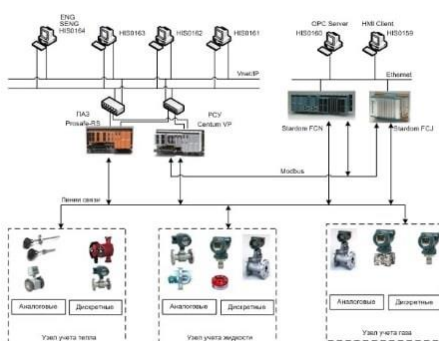 ENG
SENG
HIS0164
HIS0163
HIS0162
HIS0161
OPC Server
HIS0160
HMI Client
HIS0159
Vnet/IP
Ethernet
ПАЗ
Prosafe-RS
РСУ
Centum VP
Stardom FCN
Stardom FCJ
Modbus
Линии связи
Аналоговые
Дискретные
Аналоговые
Дискретные
Аналоговые
Дискретные
Узел учета тепла
Узел учета жидкости
Узел учета газа